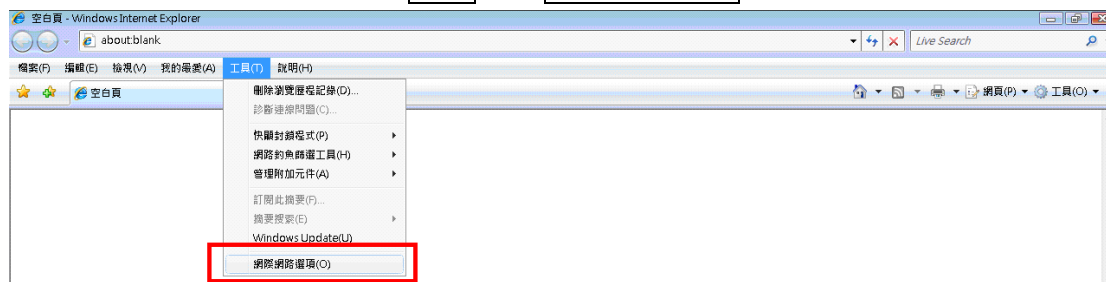 空白頁 - Windows Internet Explorer
about:blank
Live Search
檔案(F) 編輯(E) 檢視(V) 我的最愛(A) 工具(T) 說明(H)
空白頁
網頁(P) 工具(O)
刪除瀏覽歷程記錄(D)...
診斷連線問題(C)...
快顯封鎖程式(P)
網路釣魚篩選工具(H)
管理附加元件(A)
訂閱此摘要(F)...
摘要搜索(E)
Windows Update(U)
網際網路選項(O)